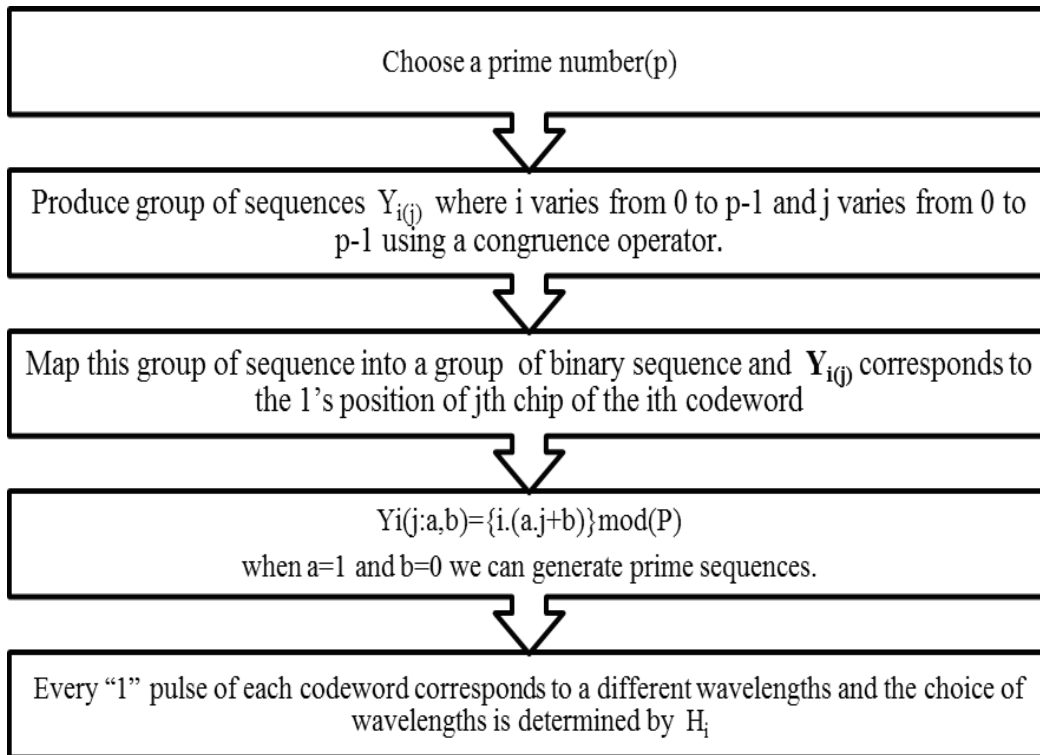 Choose a prime number(p)
Produce group of sequences Yi(j) where i varies from 0 to p-1 and j varies from 0 to
p-1 using a congruence operator.
Map this group of sequence into a group of binary sequence and Yi(j) corresponds to
the 1's position of jth chip of the ith codeword
Yi(j:a,b)={i.(a.j+b)}mod(P)
when a=1 and b=0 we can generate prime sequences.
Every “1” pulse of each codeword corresponds to a different wavelengths and the choice of
wavelengths is determined by Hi